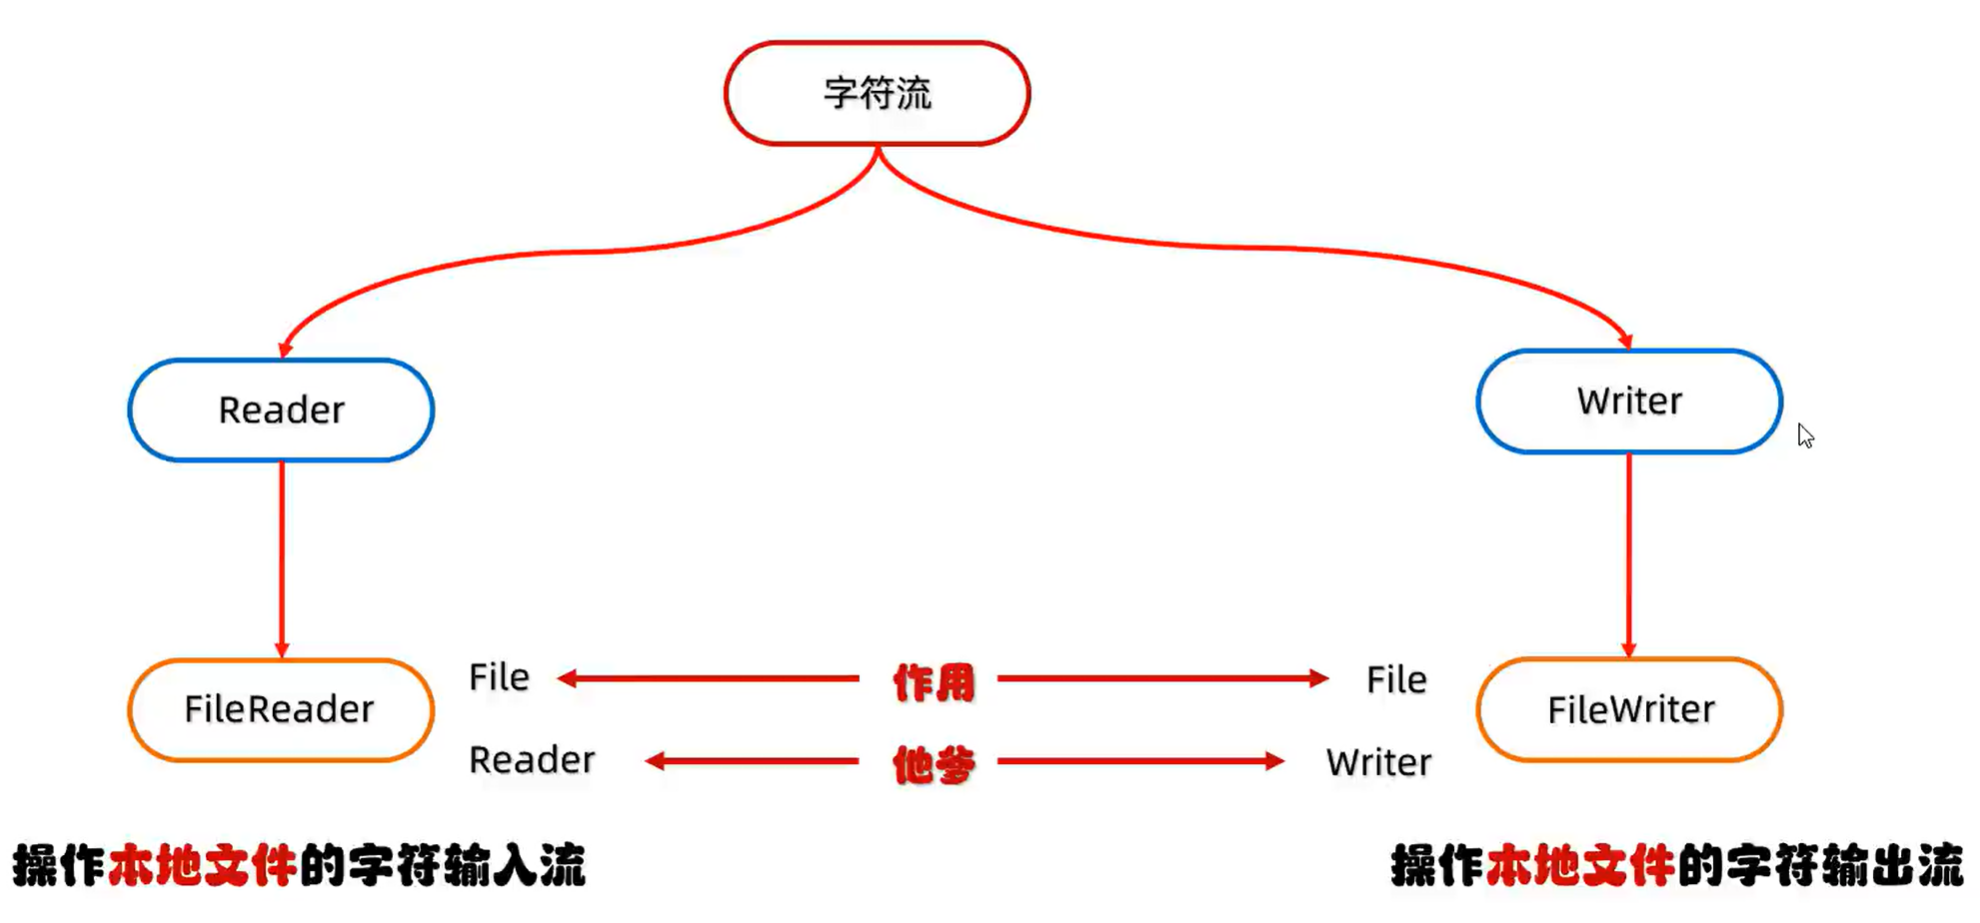 字符流
Reader
Writer
FileReader
File
作用
File
FileWriter
Reader
他爹
Writer
操作本地文件的字符输入流
操作本地文件的字符输出流